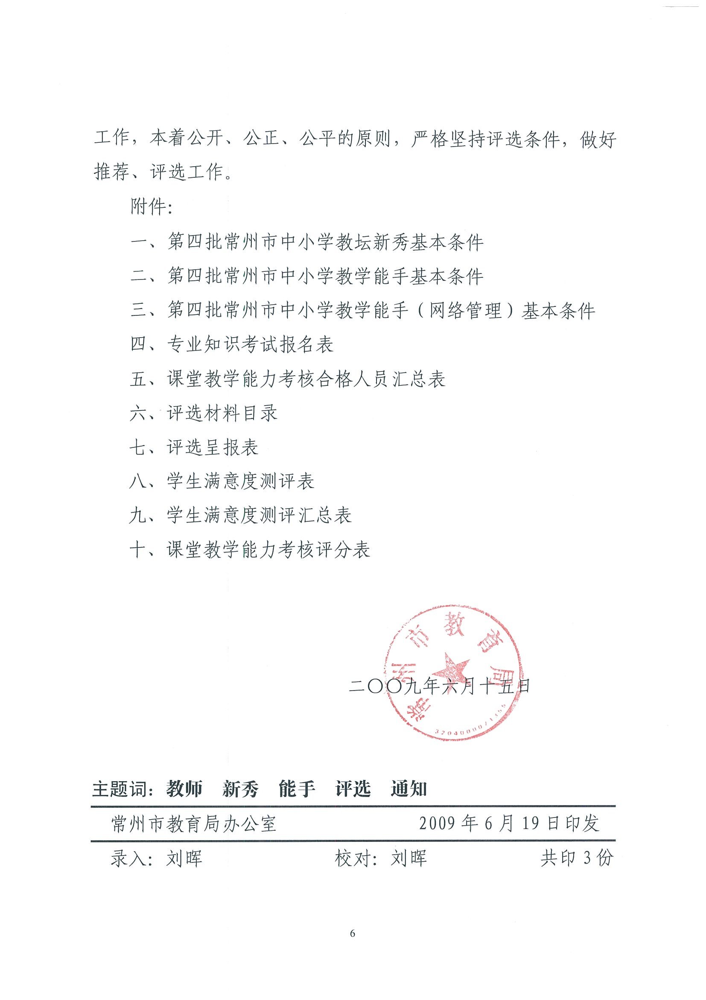 工作，本着公开、公正、公平的原则，严格坚持评选条件，做好
推荐、评选工作。
附件：
一、第四批常州市中小学教坛新秀基本条件
二、第四批常州市中小学教学能手基本条件
三、第四批常州市中小学教学能手（网络管理）基本条件
四、专业知识考试报名表
五、课堂教学能力考核合格人员汇总表
六、评选材料目录
七、评选呈报表
八、学生满意度测评表
九、学生满意度测评汇总表
十、课堂教学能力考核评分表
常州市教育局
二〇〇九年六月十五日
3204000071355
主题词：教师 新秀 能手 评选 通知
常州市教育局办公室 2009年6月19日印发
录入：刘晖 校对：刘晖 共印3份
6